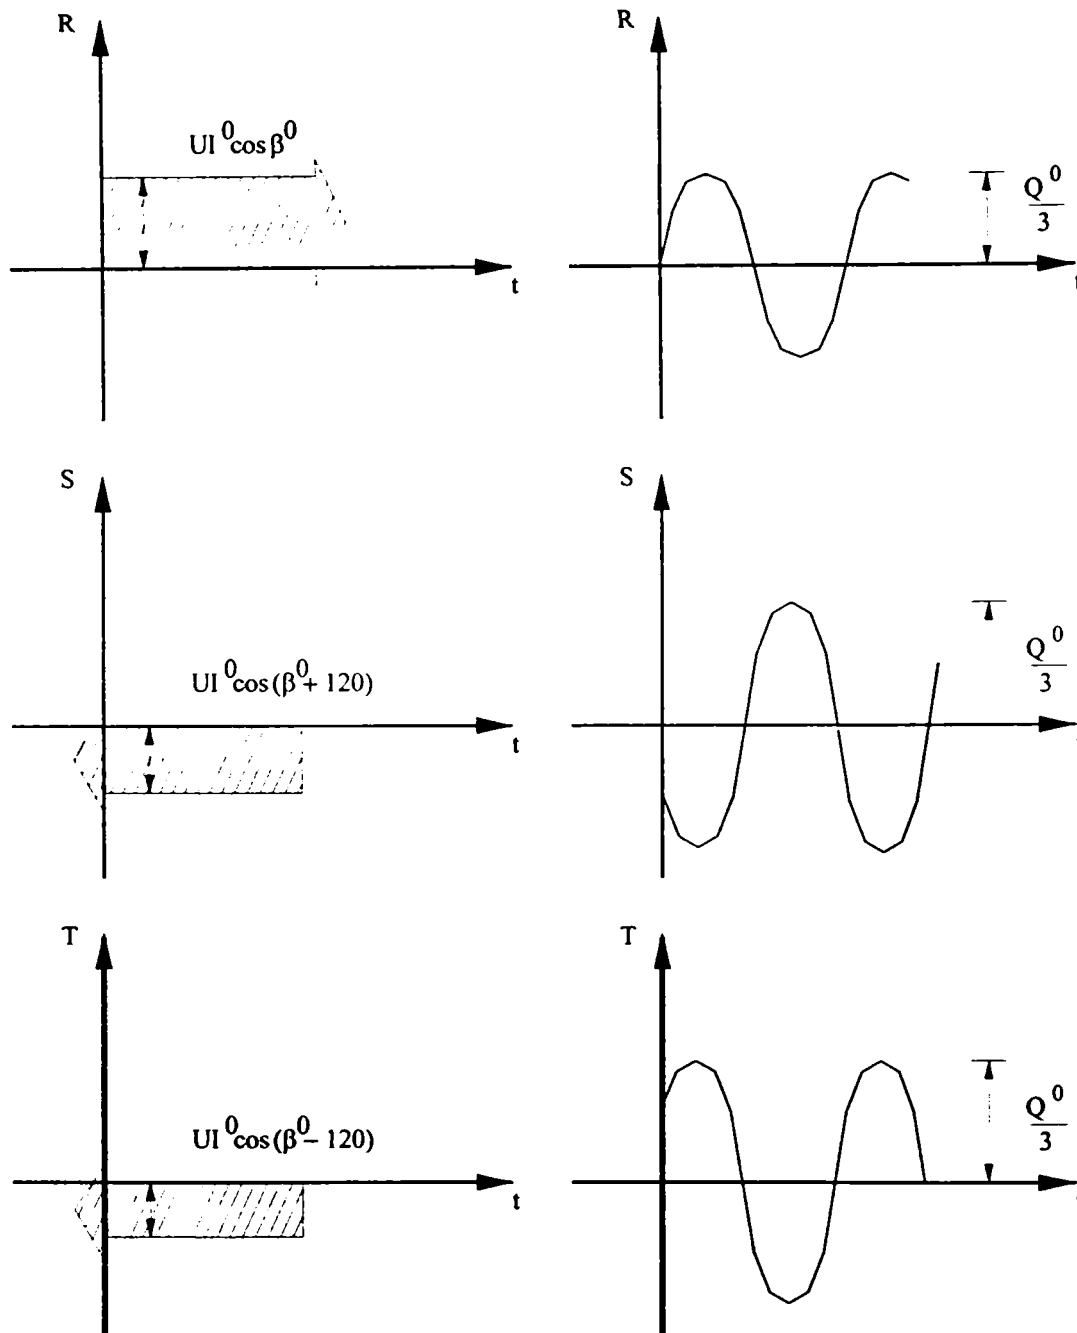 R
UI⁰cos β⁰
t
R
Q⁰
3
t
S
UI⁰cos (β⁰+ 120)
t
S
Q⁰
3
T
UI⁰cos (β⁰− 120)
t
T
Q⁰
3